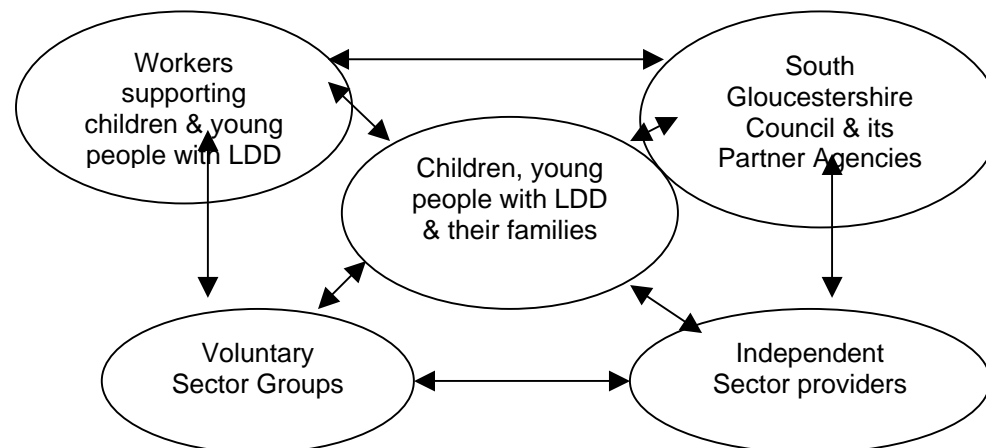 Workers
supporting
children & young
people with LDD
South
Gloucestershire
Council & its
Partner Agencies
Children, young
people with LDD
& their families
Voluntary
Sector Groups
Independent
Sector providers